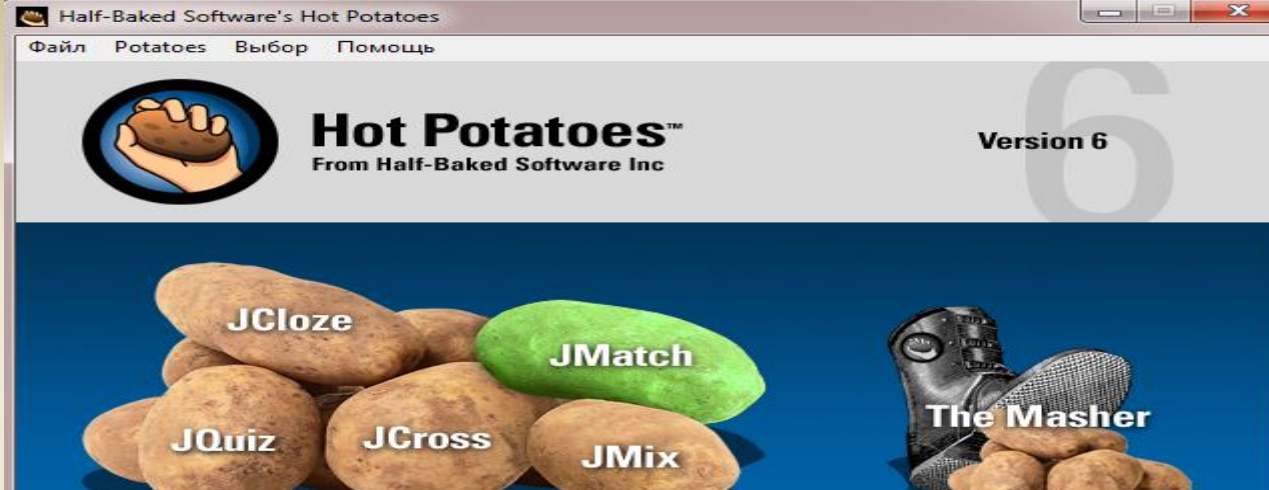 Half-Baked Software's Hot Potatoes
Файл Potatoes Выбор Помощь
Hot Potatoes™
From Half-Baked Software Inc
6
Version 6
JCloze
JMatch
The Masher
JQuiz
JCross
JMix